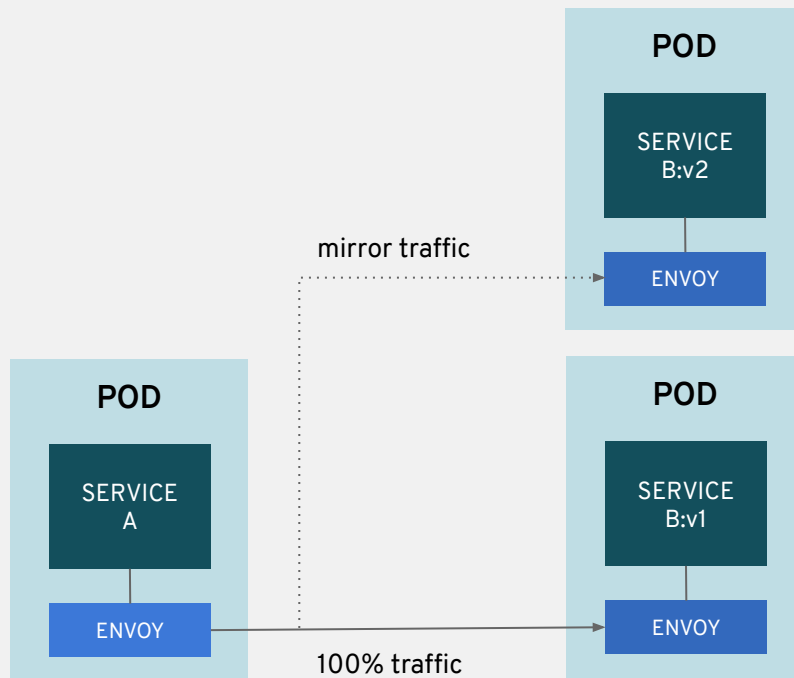 POD
SERVICE
B:v2
ENVOY
mirror traffic
POD
SERVICE
A
ENVOY
100% traffic
POD
SERVICE
B:v1
ENVOY